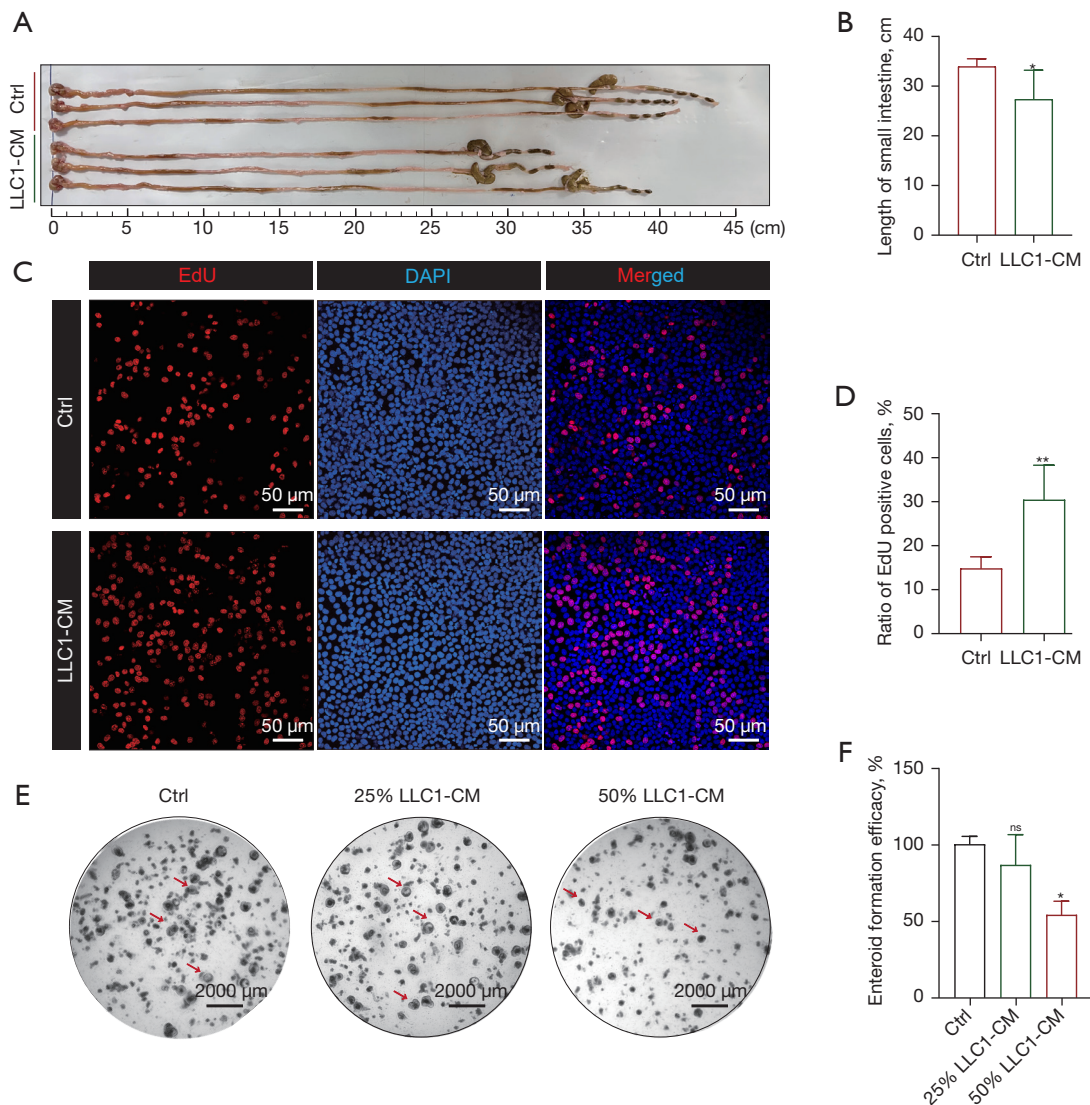 A
Ctrl
LLC1-CM
0 5 10 15 20 25 30 35 40 45 (cm)
B
Length of small intestine, cm
40
30
20
10
0
*
Ctrl LLC1-CM
C
EdU DAPI Merged
Ctrl
50 μm 50 μm 50 μm
LLC1-CM
50 μm 50 μm 50 μm
D
Ratio of EdU positive cells, %
50
40
30
20
10
0
**
Ctrl LLC1-CM
E
Ctrl 25% LLC1-CM 50% LLC1-CM
2000 μm 2000 μm 2000 μm
F
Enteroid formation efficacy, %
150
100
50
0
ns
*
Ctrl
25% LLC1-CM
50% LLC1-CM